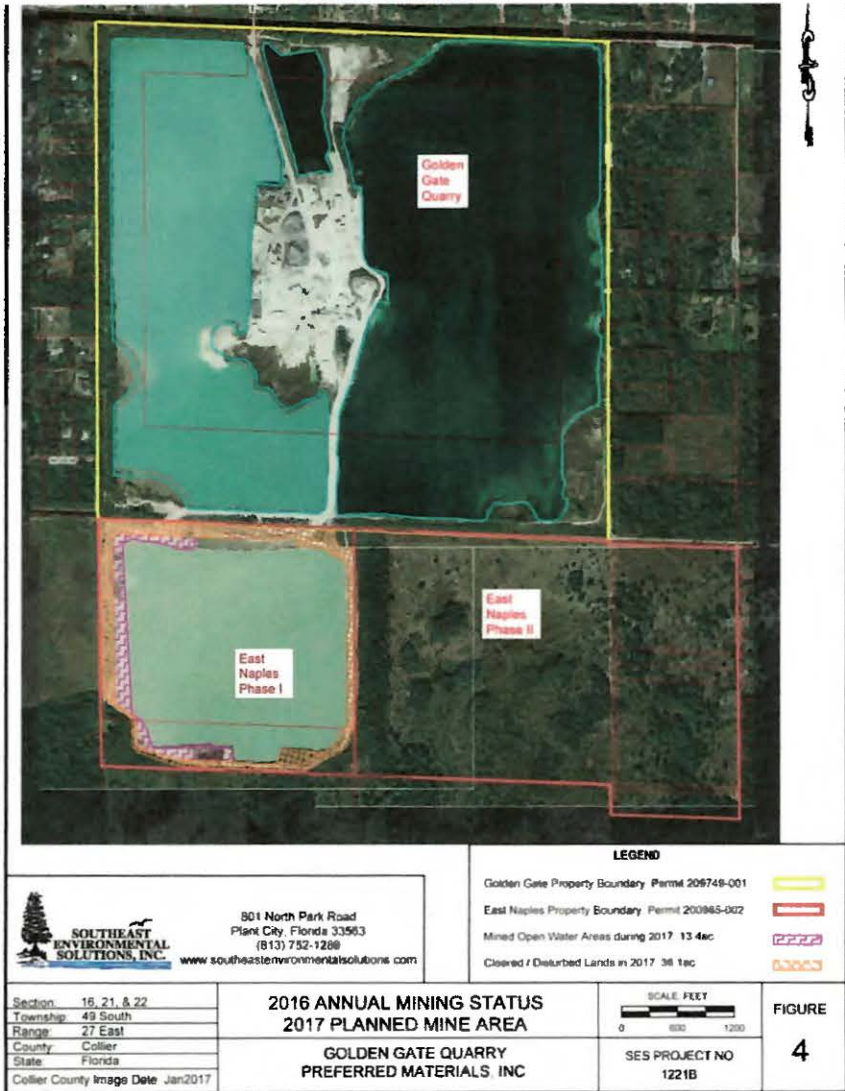 Golden
Gate
Quarry
East
Naples
Phase II
East
Naples
Phase I
LEGEND
Golden Gate Property Boundary Permit 209749-001
East Naples Property Boundary Permit 200965-002
Mined Open Water Areas during 2017 13.4ac
Cleared / Disturbed Lands in 2017 36.1ac
SOUTHEAST
ENVIRONMENTAL
SOLUTIONS, INC.
801 North Park Road
Plant City, Florida 33563
(813) 752-1289
www.southeastenvironmentalsolutions.com
Section: 16, 21, & 22
Township: 49 South
Range: 27 East
County: Collier
State: Florida
Collier County Image Date Jan2017
2016 ANNUAL MINING STATUS
2017 PLANNED MINE AREA
GOLDEN GATE QUARRY
PREFERRED MATERIALS, INC
SCALE: FEET
0 600 1200
SES PROJECT NO
1221B
FIGURE
4